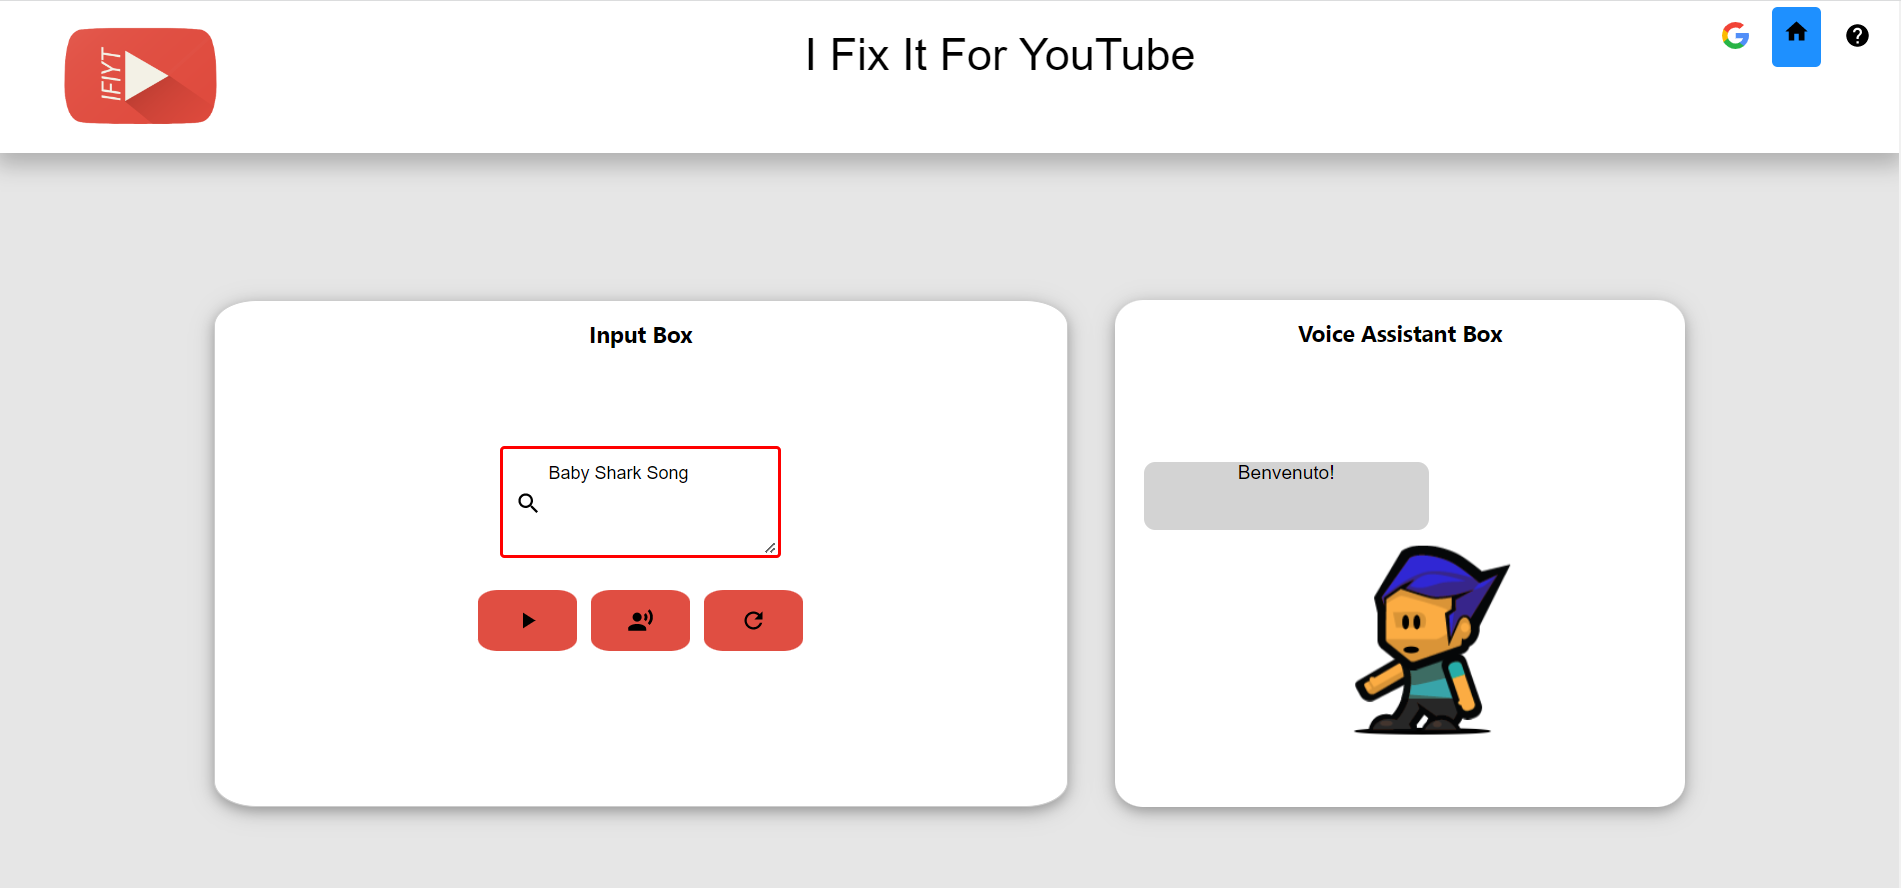 IFIYT
I Fix It For YouTube
Input Box
Baby Shark Song
Voice Assistant Box
Benvenuto!